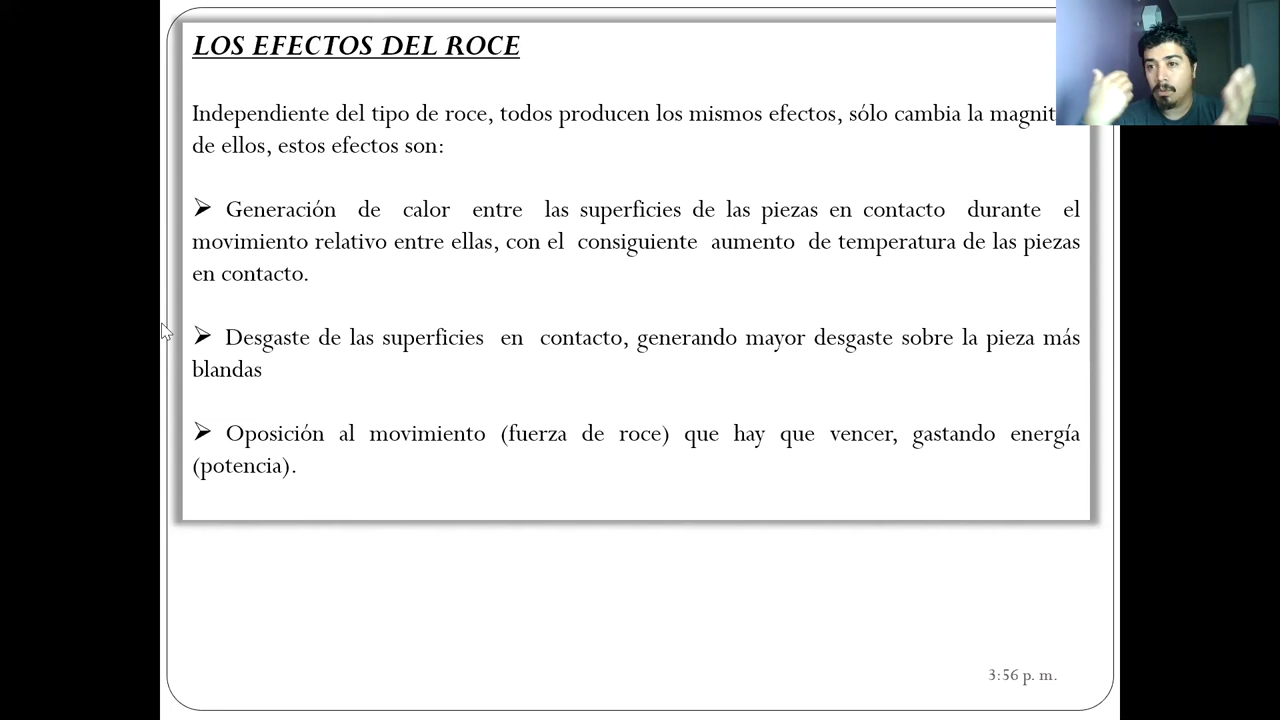 LOS EFECTOS DEL ROCE
Independiente del tipo de roce, todos producen los mismos efectos, sólo cambia la
de ellos, estos efectos son:
➢ Generación de calor entre las superficies de las piezas en contacto durante el
movimiento relativo entre ellas, con el consiguiente aumento de temperatura de las piezas
en contacto.
➢ Desgaste de las superficies en contacto, generando mayor desgaste sobre la pieza más
blandas
➢ Oposición al movimiento (fuerza de roce) que hay que vencer, gastando energía
(potencia).
3:56 p. m.